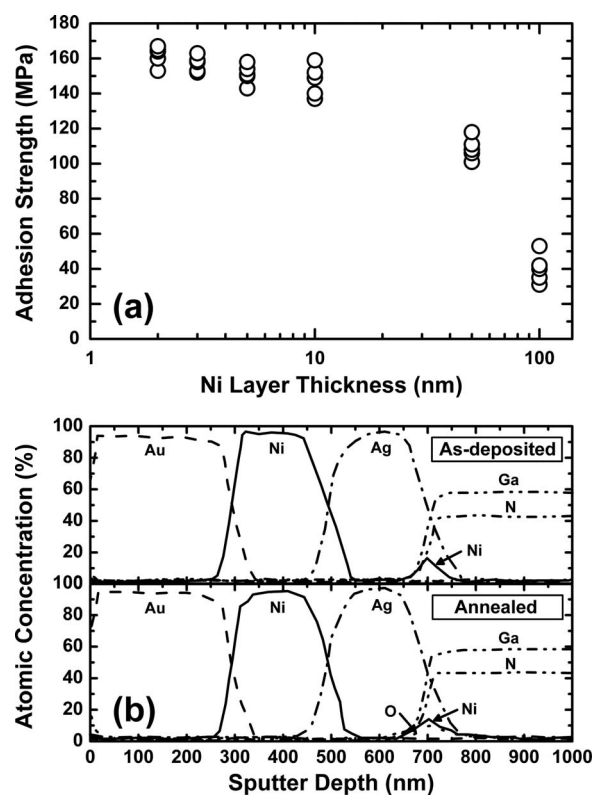 180
160
140
120
100
80
60
40
20
0
Adhesion Strength (MPa)
(a)
1 10 100
Ni Layer Thickness (nm)
100
80
60
40
20
Au Ni Ag
As-deposited
Ga
N
Ni
100
80
60
40
20
0
Atomic Concentration (%)
Au Ni Ag
Annealed
Ga
N
O Ni
(b)
0 100 200 300 400 500 600 700 800 900 1000
Sputter Depth (nm)